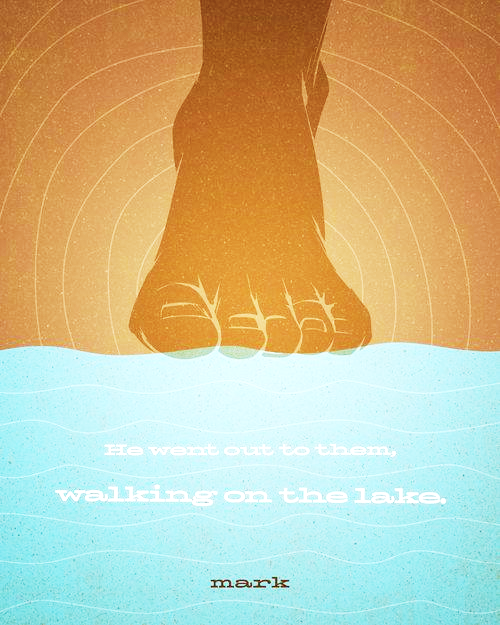 He went out to them,
walking on the lake.
mark